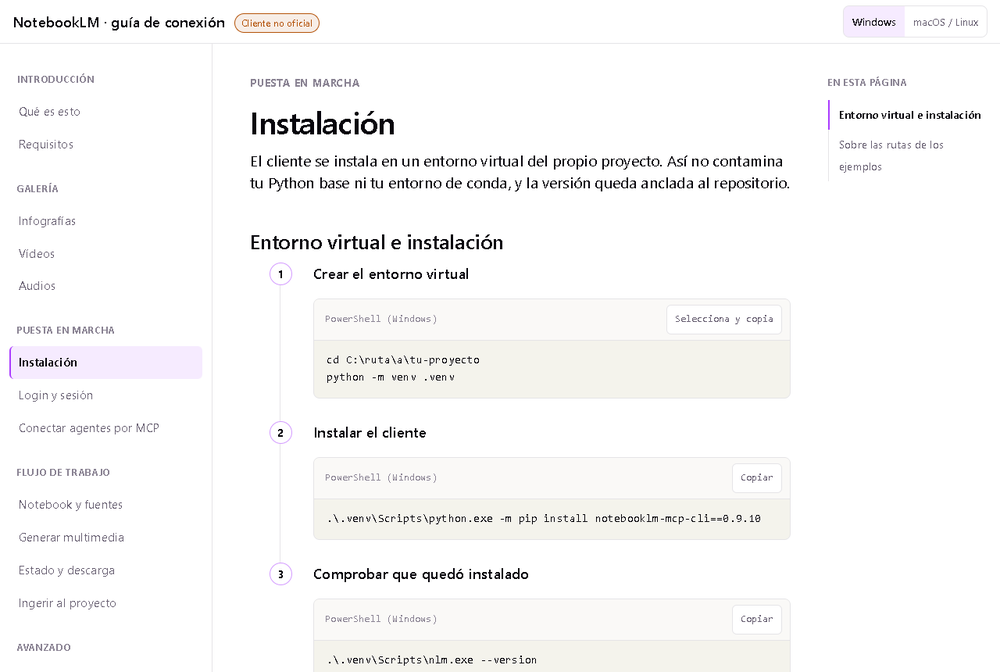 NotebookLM · guía de conexión
Cliente no oficial
Windows
macOS / Linux
INTRODUCCIÓN
Qué es esto
Requisitos
GALERÍA
Infografías
Vídeos
Audios
PUESTA EN MARCHA
Instalación
Login y sesión
Conectar agentes por MCP
FLUJO DE TRABAJO
Notebook y fuentes
Generar multimedia
Estado y descarga
Ingerir al proyecto
AVANZADO
PUESTA EN MARCHA
Instalación
El cliente se instala en un entorno virtual del propio proyecto. Así no contamina
tu Python base ni tu entorno de conda, y la versión queda anclada al repositorio.
Entorno virtual e instalación
1
Crear el entorno virtual
PowerShell (Windows)
Selecciona y copia
cd C:\ruta\a\tu-proyecto
python -m venv .venv
2
Instalar el cliente
PowerShell (Windows)
Copiar
.\.venv\Scripts\python.exe -m pip install notebooklm-mcp-cli==0.9.10
3
Comprobar que quedó instalado
PowerShell (Windows)
Copiar
.\.venv\Scripts\nlm.exe --version
EN ESTA PÁGINA
Entorno virtual e instalación
Sobre las rutas de los
ejemplos